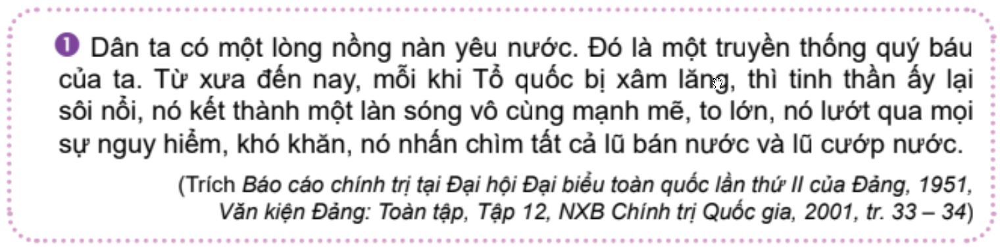 1 Dân ta có một lòng nồng nàn yêu nước. Đó là một truyền thống quý báu
của ta. Từ xưa đến nay, mỗi khi Tổ quốc bị xâm lăng, thì tinh thần ấy lại
sôi nổi, nó kết thành một làn sóng vô cùng mạnh mẽ, to lớn, nó lướt qua mọi
sự nguy hiểm, khó khăn, nó nhấn chìm tất cả lũ bán nước và lũ cướp nước.
(Trích Báo cáo chính trị tại Đại hội Đại biểu toàn quốc lần thứ II của Đảng, 1951,
Văn kiện Đảng: Toàn tập, Tập 12, NXB Chính trị Quốc gia, 2001, tr. 33 – 34)